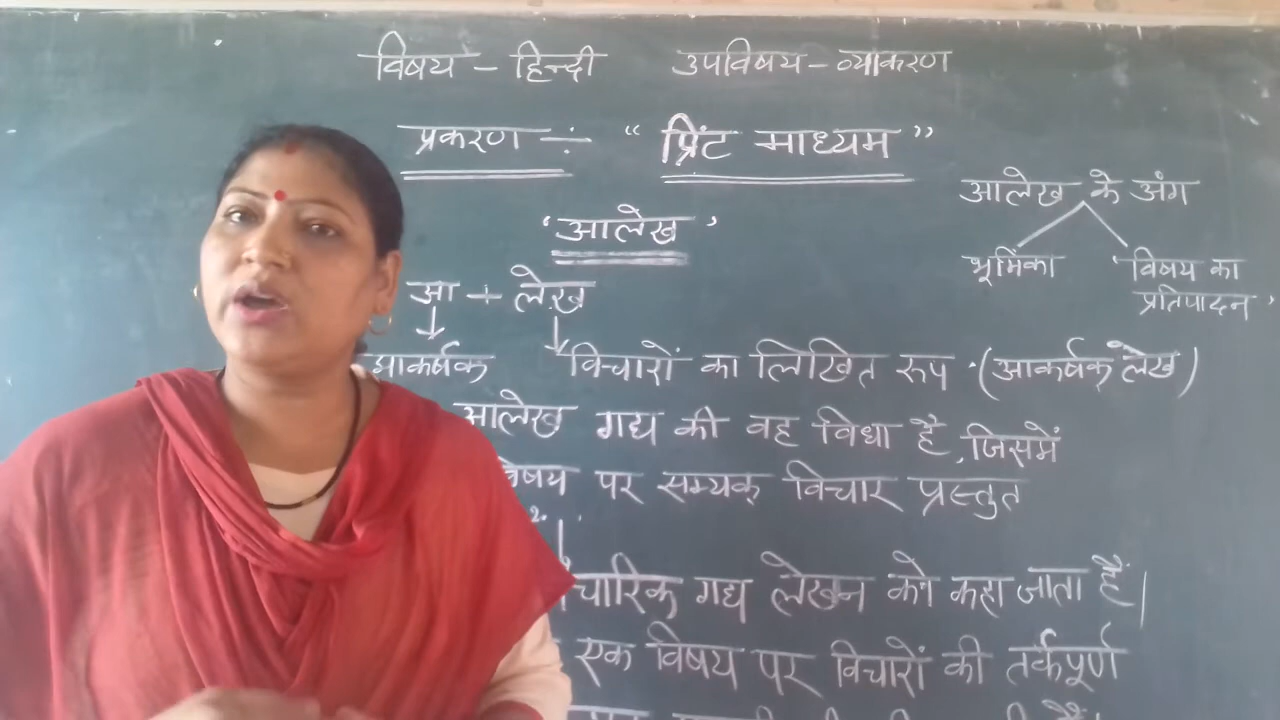 विषय - हिन्दी उपविषय - व्याकरण
प्रकरण ÷ “ प्रिंट माध्यम ”
आलेख के अंग
भूमिका विषय का
प्रतिपादन
‘ आलेख ’
आ + लेख
आकर्षक विचारों का लिखित रूप (आकर्षक लेख)
आलेख गद्य की वह विधा है, जिसमें
विषय पर सम्यक् विचार प्रस्तुत
गद्य लेखन को कहा जाता है।
एक विषय पर विचारों की तर्कपूर्ण